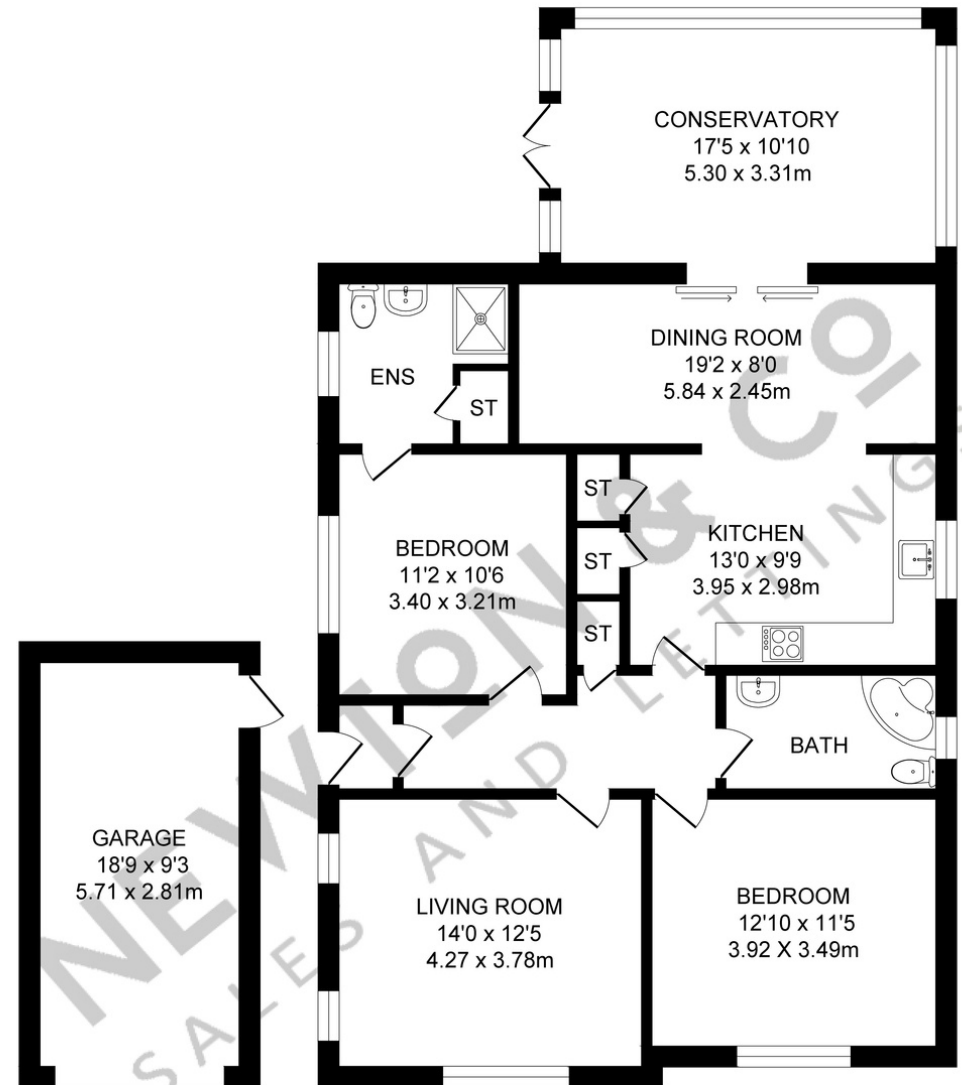 CONSERVATORY
17'5 x 10'10
5.30 x 3.31m
DINING ROOM
19'2 x 8'0
5.84 x 2.45m
ENS
ST
ST
KITCHEN
13'0 x 9'9
3.95 x 2.98m
BEDROOM
11'2 x 10'6
3.40 x 3.21m
ST
ST
BATH
GARAGE
18'9 x 9'3
5.71 x 2.81m
LIVING ROOM
14'0 x 12'5
4.27 x 3.78m
BEDROOM
12'10 x 11'5
3.92 X 3.49m
NEWTON & CO
SALES AND LETTINGS